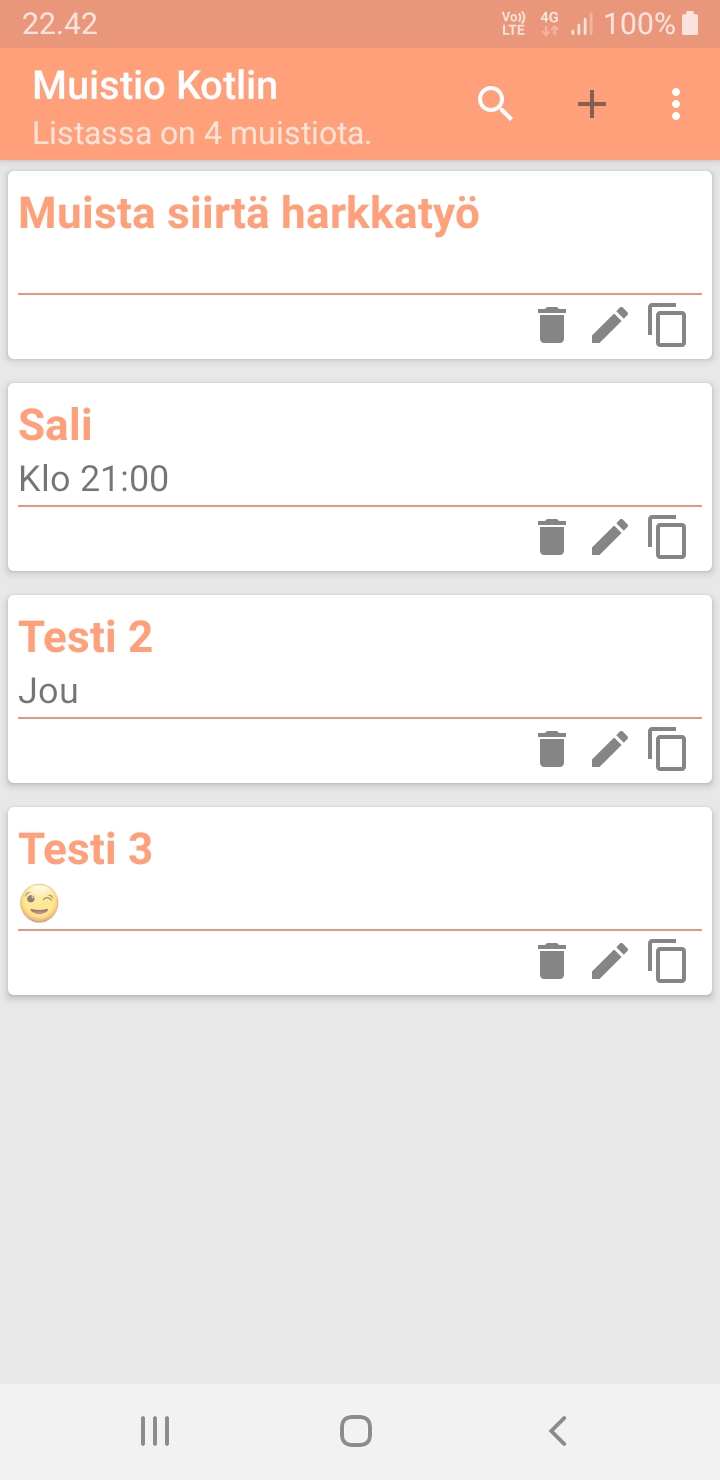 22.42
Vo)) LTE 4G 100%
Muistio Kotlin
Listassa on 4 muistiota.
Muista siirtä harkkatyö
Sali
Klo 21:00
Testi 2
Jou
Testi 3
😉